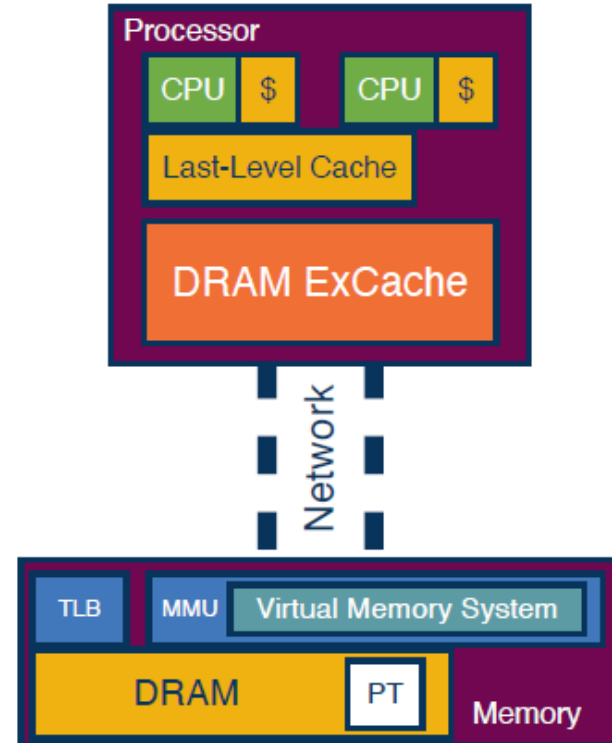 Processor
CPU $ CPU $
Last-Level Cache
DRAM ExCache
Network
TLB MMU Virtual Memory System
DRAM PT Memory